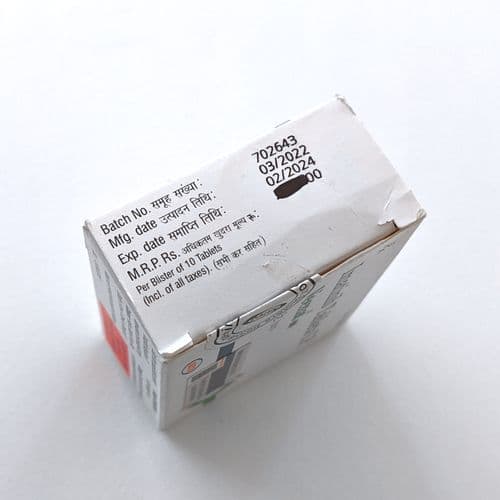 Batch No. समूह संख्या: 702643
Mfg. date उत्पादन तिथि: 03/2022
Exp. date समाप्ति तिथि: 02/2024
M.R.P. Rs. अधिकतम खुदरा मूल्य रू.: 00
Per Blister of 10 Tablets
(Incl. of all taxes). (सभी कर सहित)